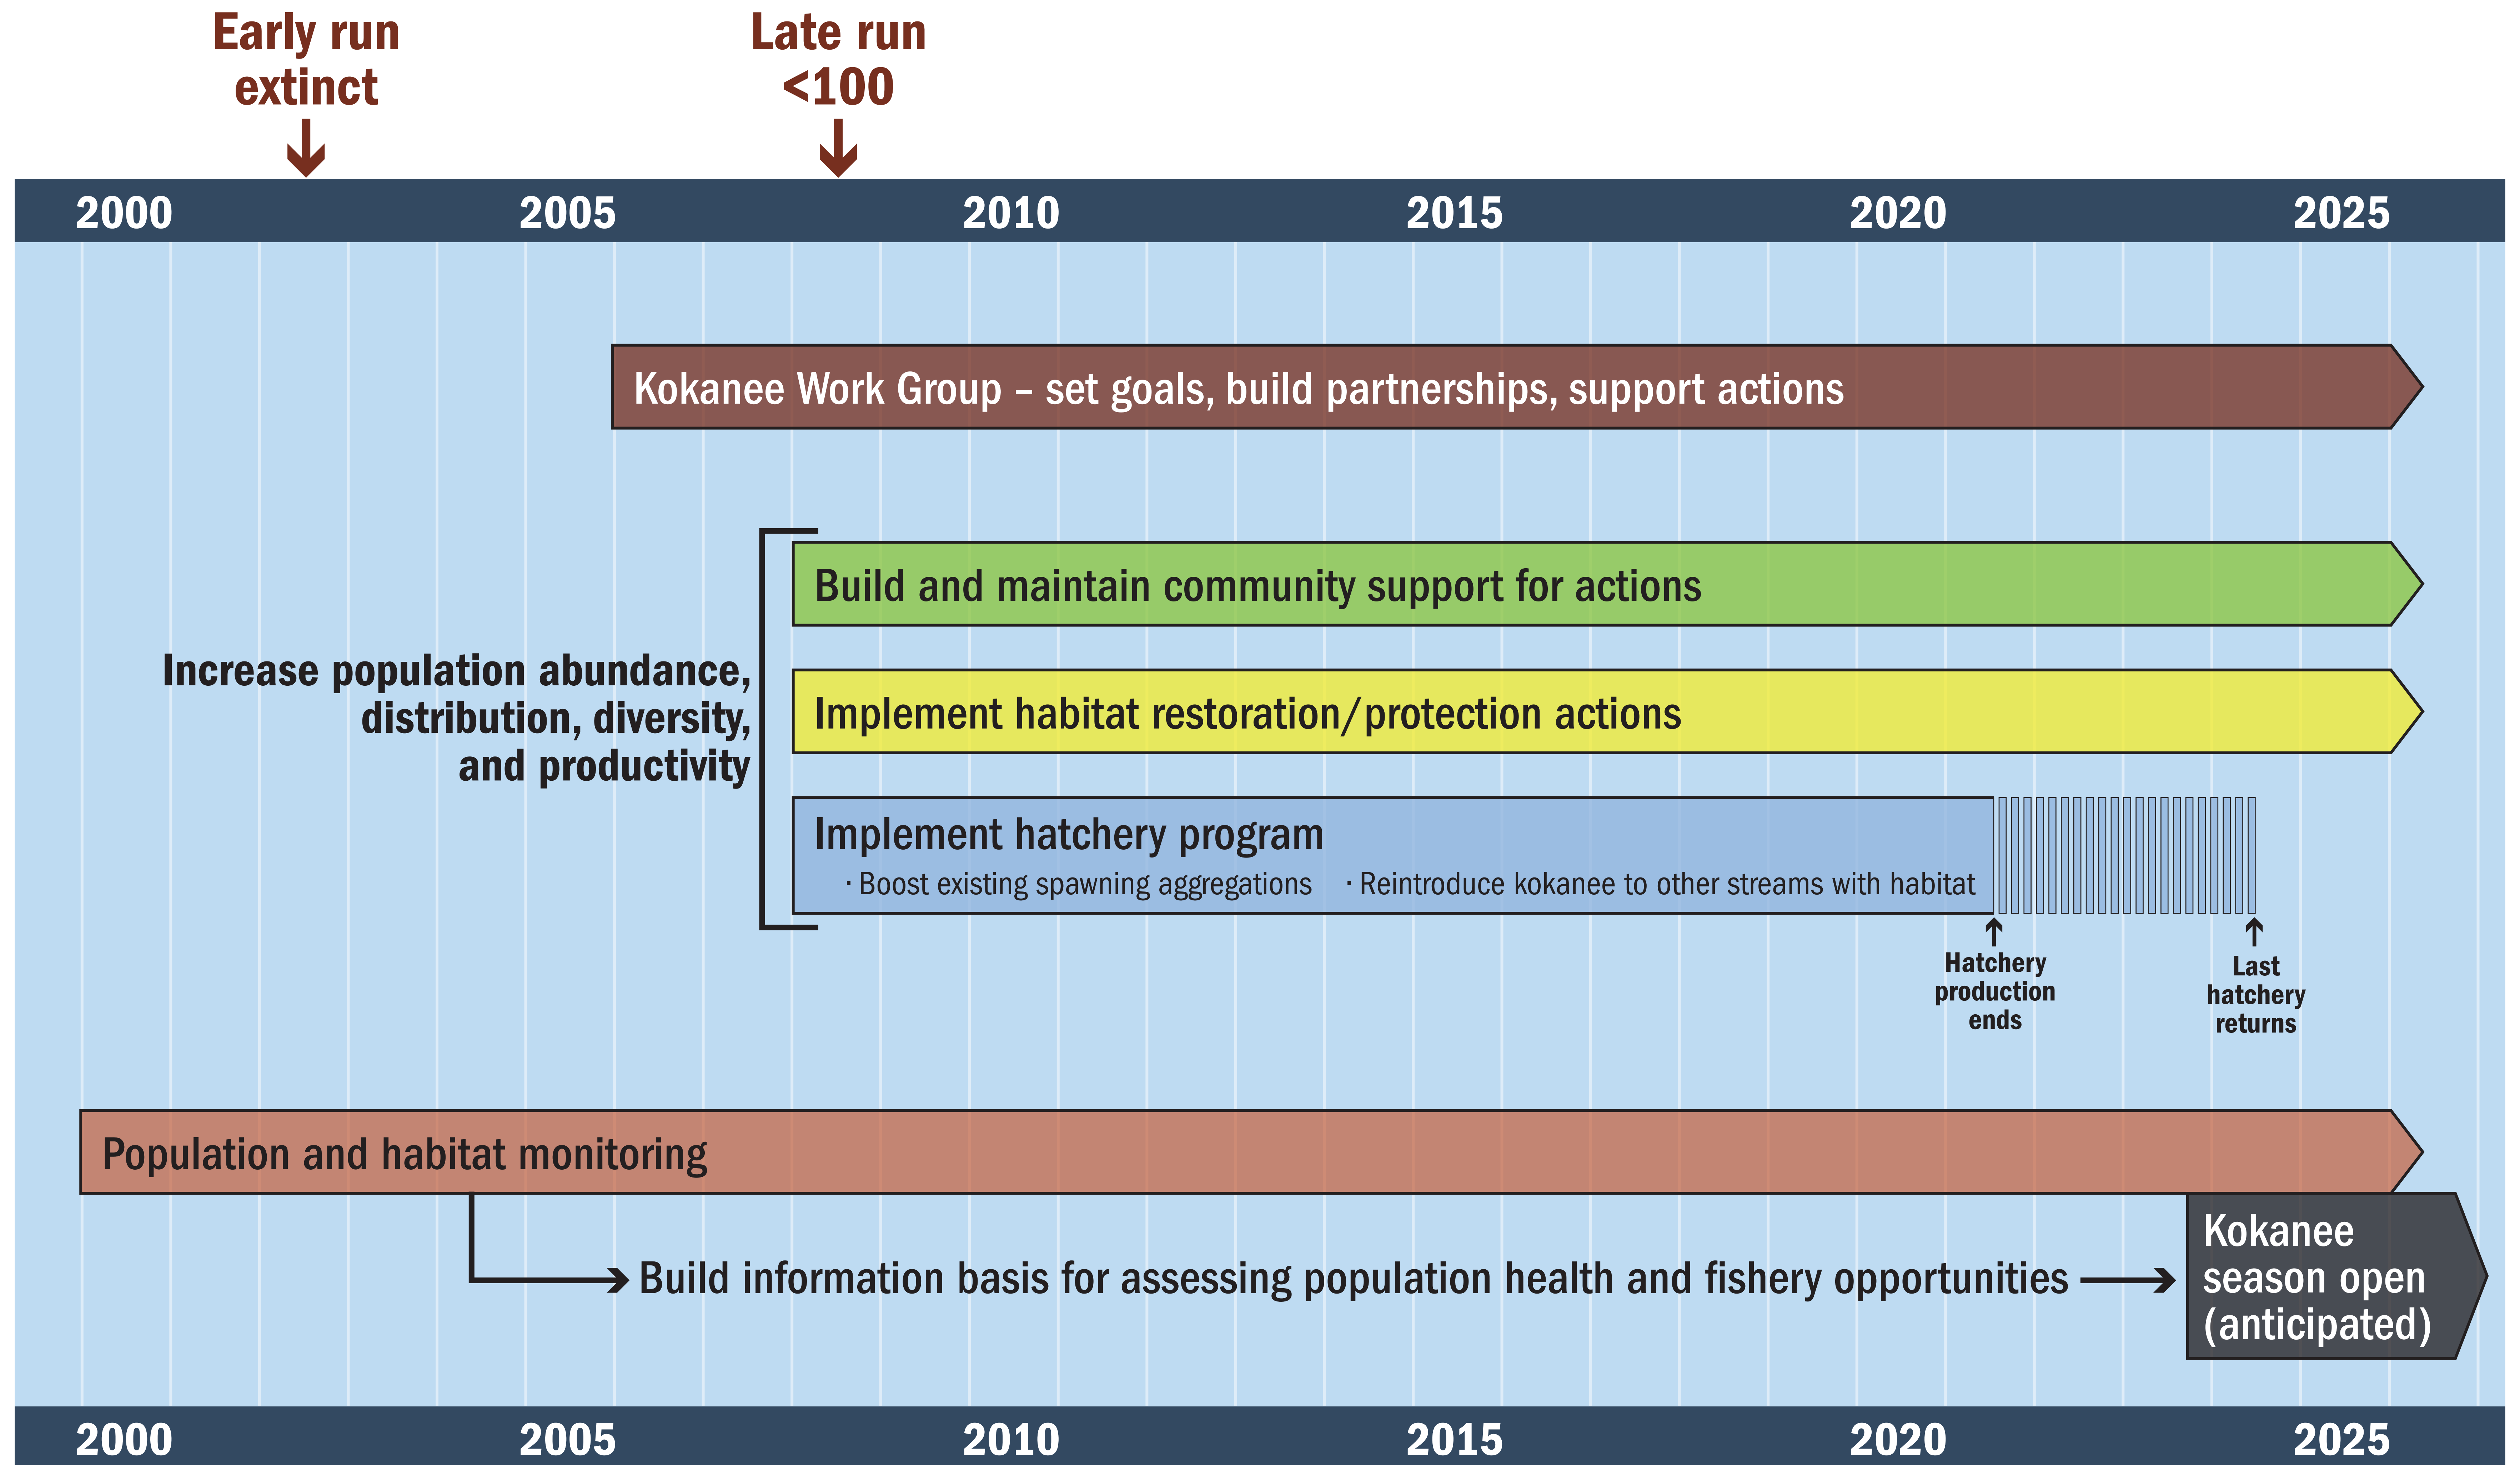 Early run
extinct
Late run
<100
2000 2005 2010 2015 2020 2025
Kokanee Work Group – set goals, build partnerships, support actions
Increase population abundance,
distribution, diversity,
and productivity
Build and maintain community support for actions
Implement habitat restoration/protection actions
Implement hatchery program
· Boost existing spawning aggregations · Reintroduce kokanee to other streams with habitat
Hatchery
production
ends
Last
hatchery
returns
Population and habitat monitoring
Build information basis for assessing population health and fishery opportunities
Kokanee
season open
(anticipated)
2000 2005 2010 2015 2020 2025